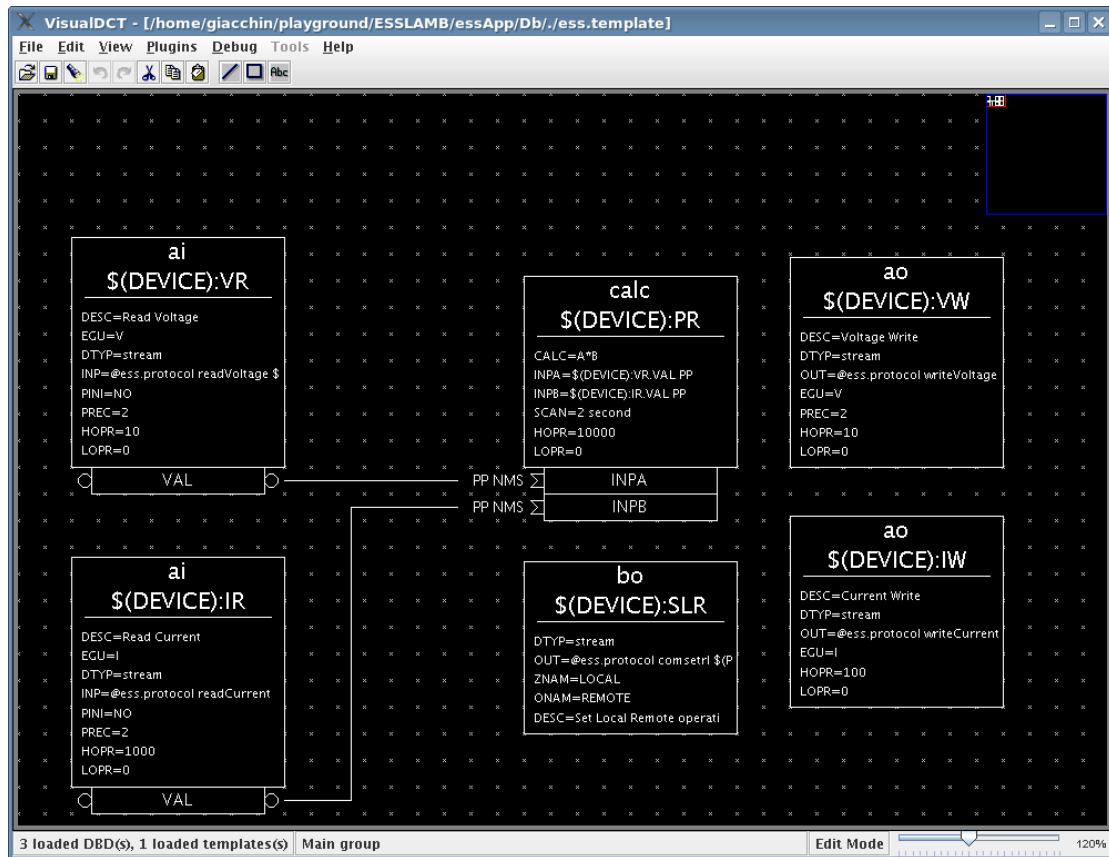 VisualDCT - [/home/giacchin/playground/ESSLAMB/essApp/Db/./ess.template]
File Edit View Plugins Debug Tools Help
Abc
ai
$(DEVICE):VR
DESC=Read Voltage
EGU=V
DTYP=stream
INP=@ess.protocol readVoltage $
PINI=NO
PREC=2
HOPR=10
LOPR=0
VAL
calc
$(DEVICE):PR
CALC=A*B
INPA=$(DEVICE):VR.VAL PP
INPB=$(DEVICE):IR.VAL PP
SCAN=2 second
HOPR=10000
LOPR=0
PP NMS INPA
PP NMS INPB
ao
$(DEVICE):VW
DESC=Voltage Write
DTYP=stream
OUT=@ess.protocol writeVoltage
EGU=V
PREC=2
HOPR=10
LOPR=0
ai
$(DEVICE):IR
DESC=Read Current
EGU=I
DTYP=stream
INP=@ess.protocol readCurrent
PINI=NO
PREC=2
HOPR=1000
LOPR=0
VAL
bo
$(DEVICE):SLR
DTYP=stream
OUT=@ess.protocol comsetrl $(P
ZNAM=LOCAL
ONAM=REMOTE
DESC=Set Local Remote operati
ao
$(DEVICE):IW
DESC=Current Write
DTYP=stream
OUT=@ess.protocol writeCurrent
EGU=I
HOPR=100
LOPR=0
3 loaded DBD(s), 1 loaded templates(s) Main group Edit Mode 120%